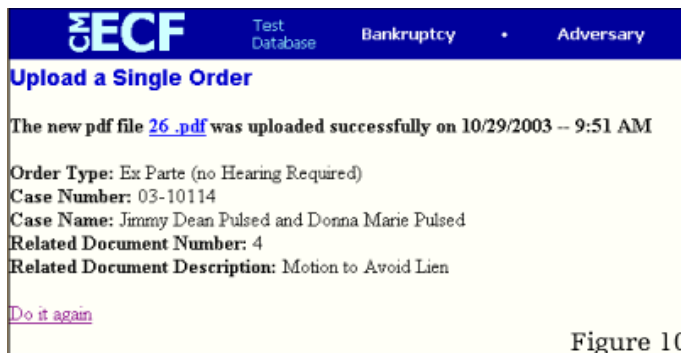 CM ECF Test Database Bankruptcy • Adversary
Upload a Single Order
The new pdf file 26 .pdf was uploaded successfully on 10/29/2003 -- 9:51 AM
Order Type: Ex Parte (no Hearing Required)
Case Number: 03-10114
Case Name: Jimmy Dean Pulsed and Donna Marie Pulsed
Related Document Number: 4
Related Document Description: Motion to Avoid Lien
Do it again
Figure 10